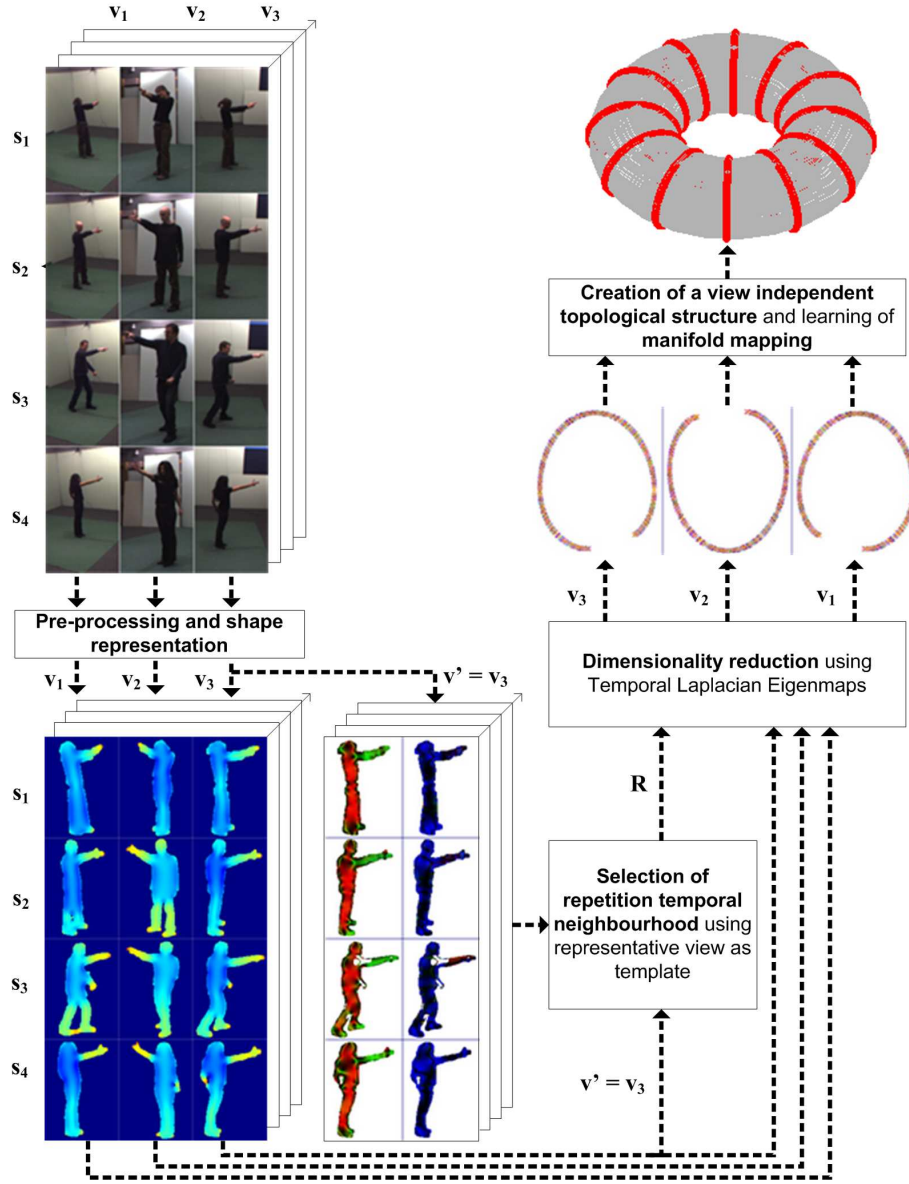 v₁ v₂ v₃
s₁
s₂
s₃
s₄
Pre-processing and shape
representation
v₁ v₂ v₃
v' = v₃
s₁
s₂
s₃
s₄
Creation of a view independent
topological structure and learning of
manifold mapping
v₃ v₂ v₁
Dimensionality reduction using
Temporal Laplacian Eigenmaps
R
Selection of
repetition temporal
neighbourhood using
representative view as
template
v' = v₃